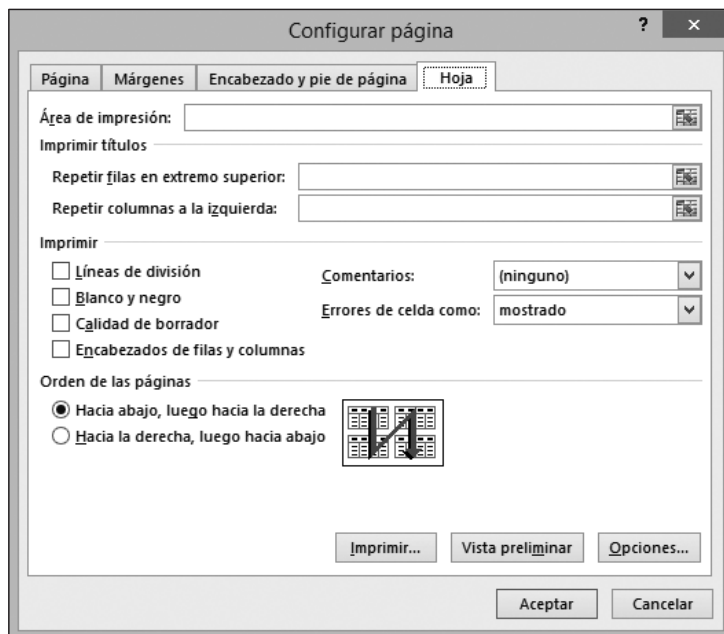 Configurar página
Página Márgenes Encabezado y pie de página Hoja
Área de impresión:
Imprimir títulos
Repetir filas en extremo superior:
Repetir columnas a la izquierda:
Imprimir
Líneas de división
Comentarios: (ninguno)
Blanco y negro
Errores de celda como: mostrado
Calidad de borrador
Encabezados de filas y columnas
Orden de las páginas
Hacia abajo, luego hacia la derecha
Hacia la derecha, luego hacia abajo
Imprimir... Vista preliminar Opciones...
Aceptar Cancelar